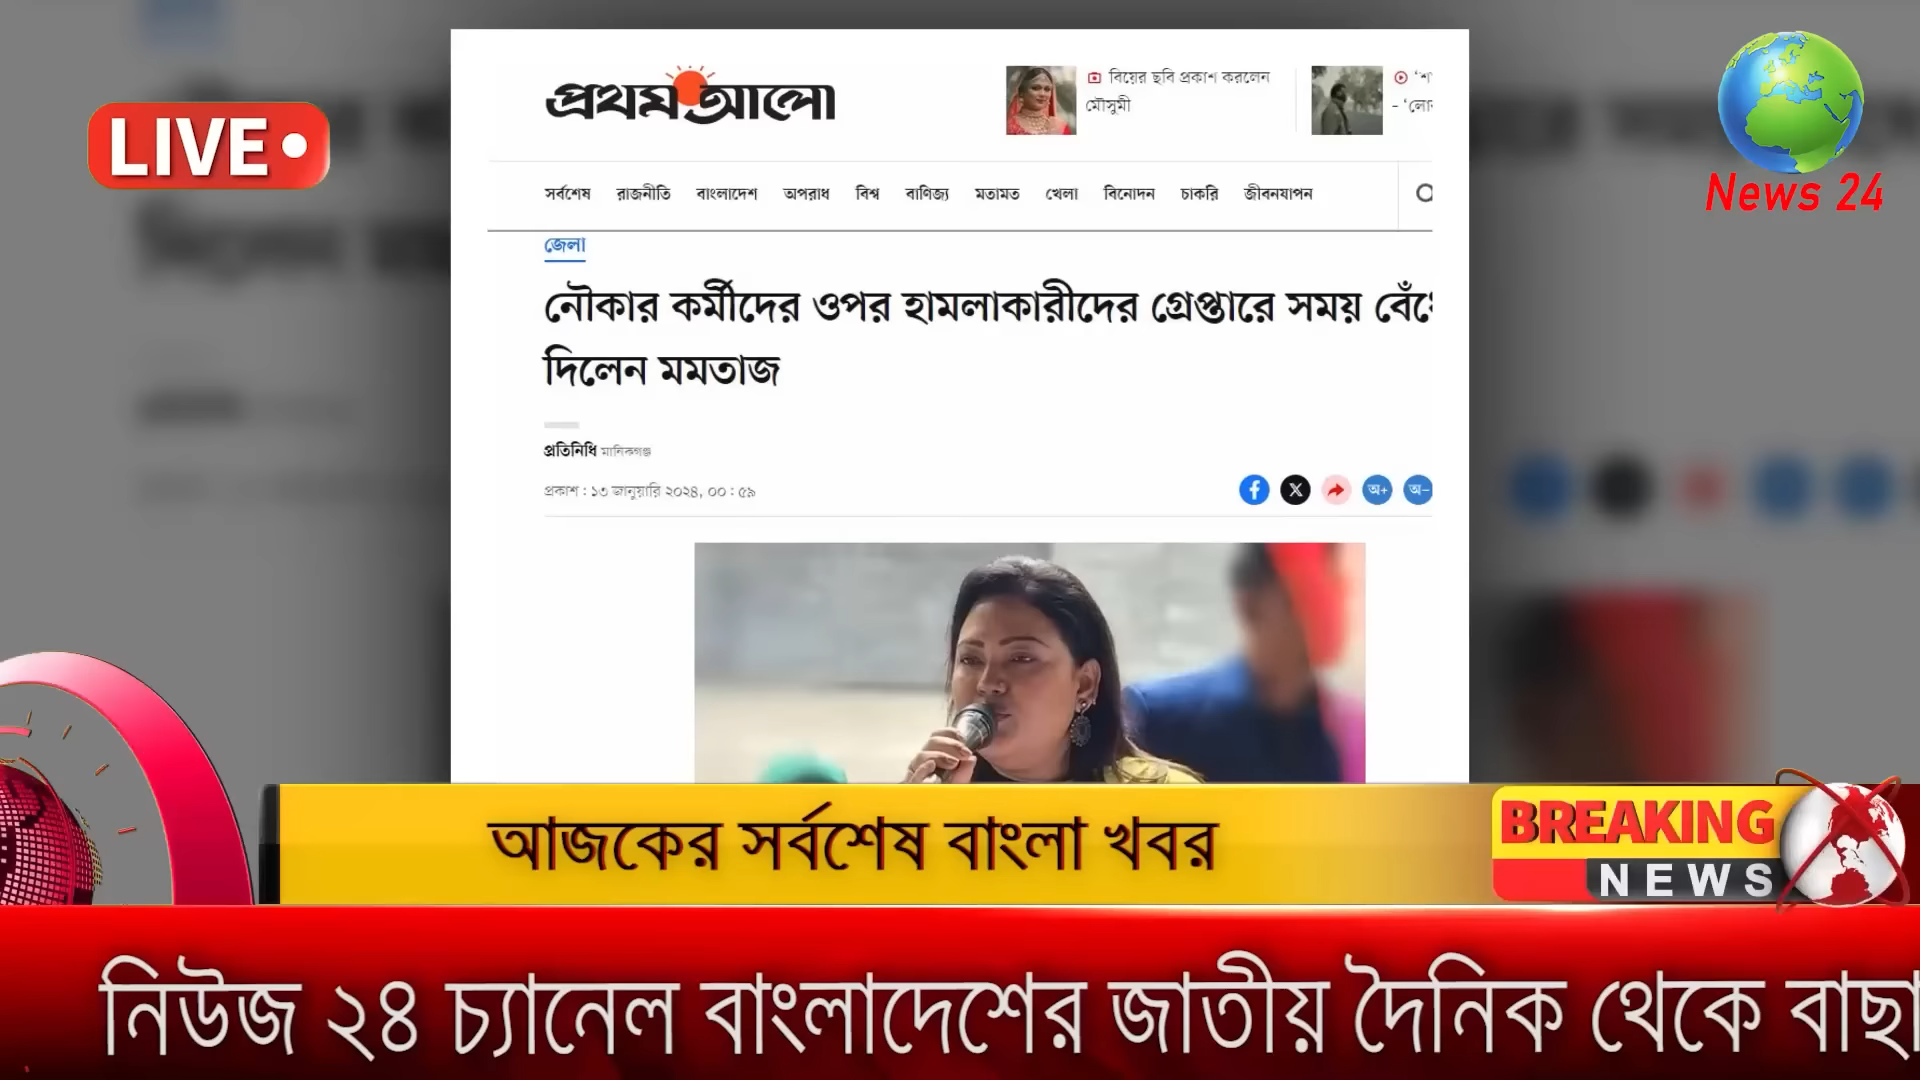 LIVE
প্রথম আলো
বিয়ের ছবি প্রকাশ করলেন
মৌসুমী
News 24
সর্বশেষ রাজনীতি বাংলাদেশ অপরাধ বিশ্ব বাণিজ্য মতামত খেলা বিনোদন চাকরি জীবনযাপন
জেলা
নৌকার কর্মীদের ওপর হামলাকারীদের গ্রেপ্তারে সময়
দিলেন মমতাজ
প্রতিনিধি মানিকগঞ্জ
প্রকাশ : ১৩ জানুয়ারি ২০২৪, ০০ : ৫৯
অ+ অ-
আজকের সর্বশেষ বাংলা খবর
BREAKING
NEWS
নিউজ ২৪ চ্যানেল বাংলাদেশের জাতীয় দৈনিক থেকে বাছা